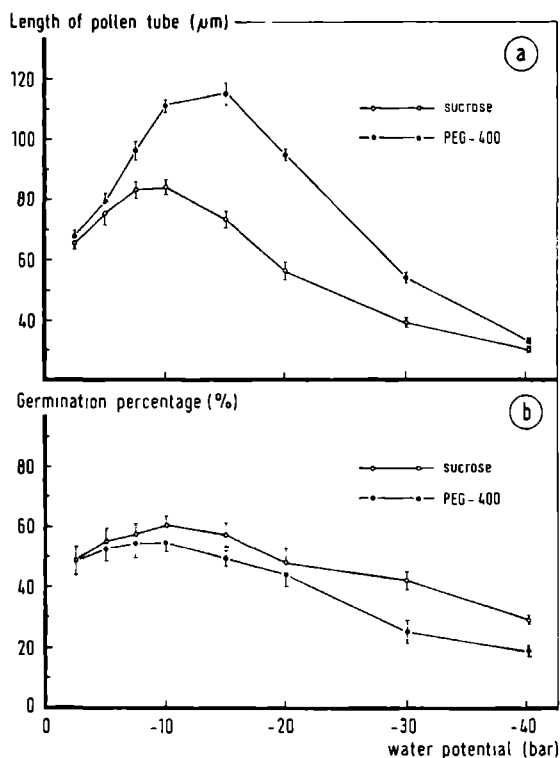 Length of pollen tube (μm)
a
120
100
80
60
40
sucrose
PEG-400
Germination percentage (%)
b
80
60
40
20
0
sucrose
PEG-400
0 -10 -20 -30 -40
water potential (bar)